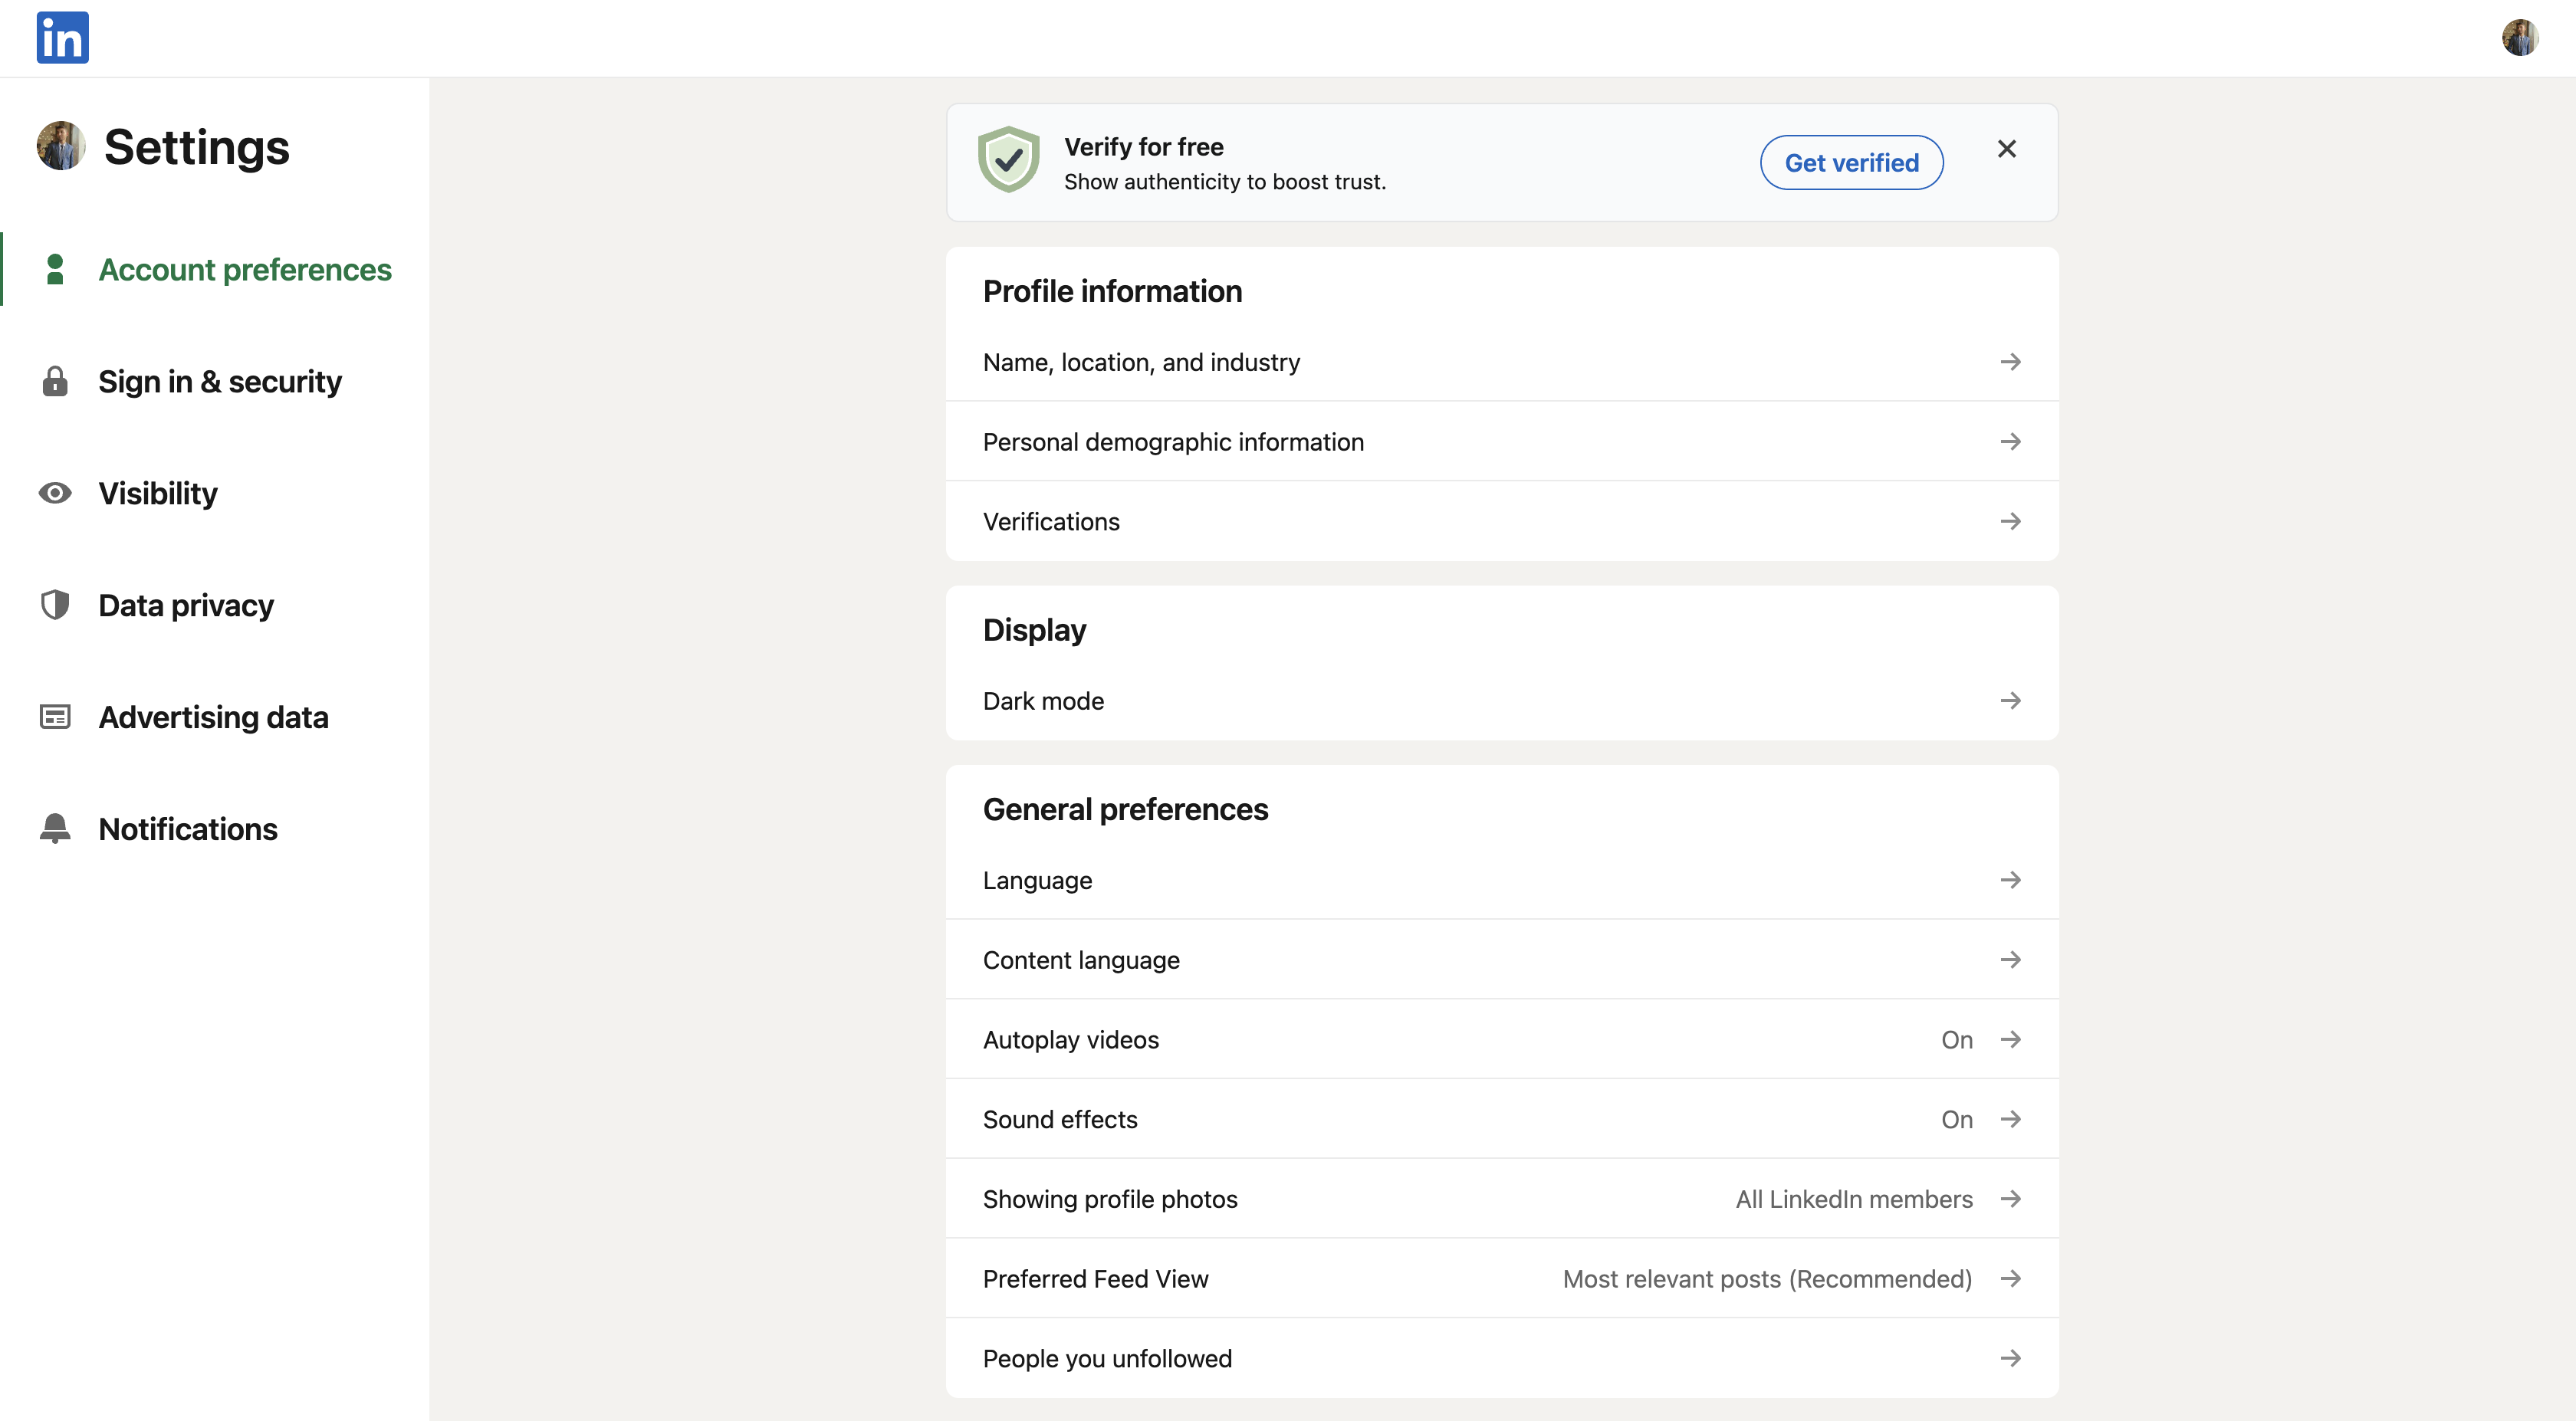 in
Settings
Account preferences
Sign in & security
Visibility
Data privacy
Advertising data
Notifications
Verify for free
Show authenticity to boost trust.
Get verified
Profile information
Name, location, and industry
Personal demographic information
Verifications
Display
Dark mode
General preferences
Language
Content language
Autoplay videos On
Sound effects On
Showing profile photos All LinkedIn members
Preferred Feed View Most relevant posts (Recommended)
People you unfollowed